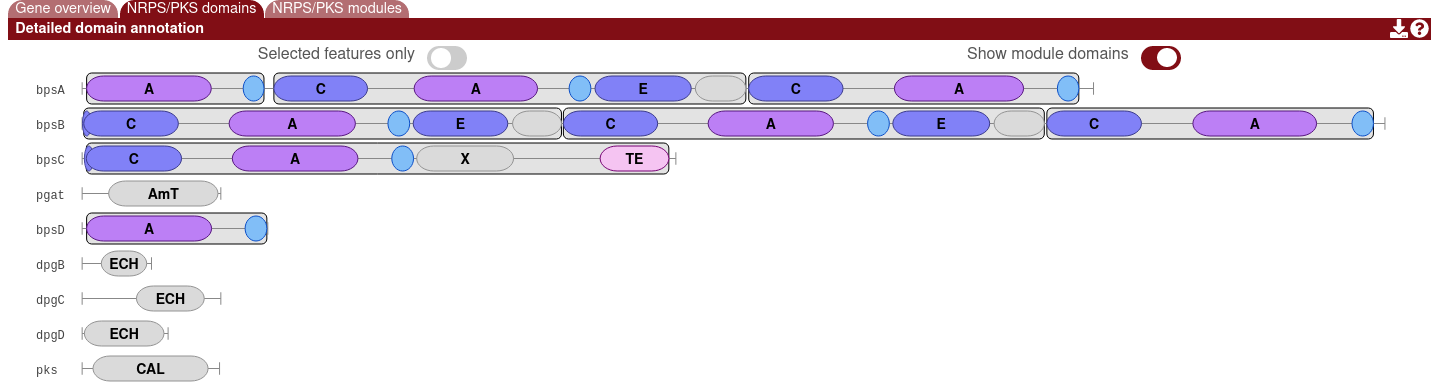 Gene overview NRPS/PKS domains NRPS/PKS modules
Detailed domain annotation ?
Selected features only Show module domains
bpsA A C A E C A
bpsB C A E C A E C A
bpsC C A X TE
pgat AmT
bpsD A
dpgB ECH
dpgC ECH
dpgD ECH
pks CAL